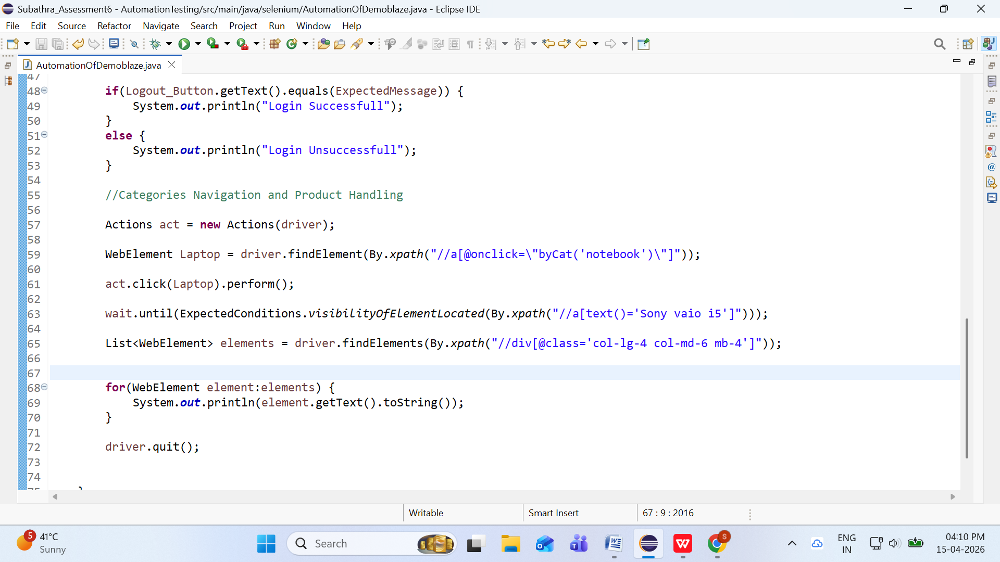 Subathra_Assessment6 - AutomationTesting/src/main/java/selenium/AutomationOfDemoblaze.java - Eclipse IDE
File Edit Source Refactor Navigate Search Project Run Window Help
AutomationOfDemoblaze.java
47
48 if(Logout_Button.getText().equals(ExpectedMessage)) {
49 System.out.println("Login Successfull");
50 }
51 else {
52 System.out.println("Login Unsuccessfull");
53 }
54
55 //Categories Navigation and Product Handling
56
57 Actions act = new Actions(driver);
58
59 WebElement Laptop = driver.findElement(By.xpath("//a[@onclick=\"byCat('notebook')\"]"));
60
61 act.click(Laptop).perform();
62
63 wait.until(ExpectedConditions.visibilityOfElementLocated(By.xpath("//a[text()='Sony vaio i5']")));
64
65 List<WebElement> elements = driver.findElements(By.xpath("//div[@class='col-lg-4 col-md-6 mb-4']"));
66
67
68 for(WebElement element:elements) {
69 System.out.println(element.getText().toString());
70 }
71
72 driver.quit();
73
74
Writable Smart Insert 67 : 9 : 2016
5 41°C
Sunny
Search
S
ENG
IN
04:10 PM
15-04-2026